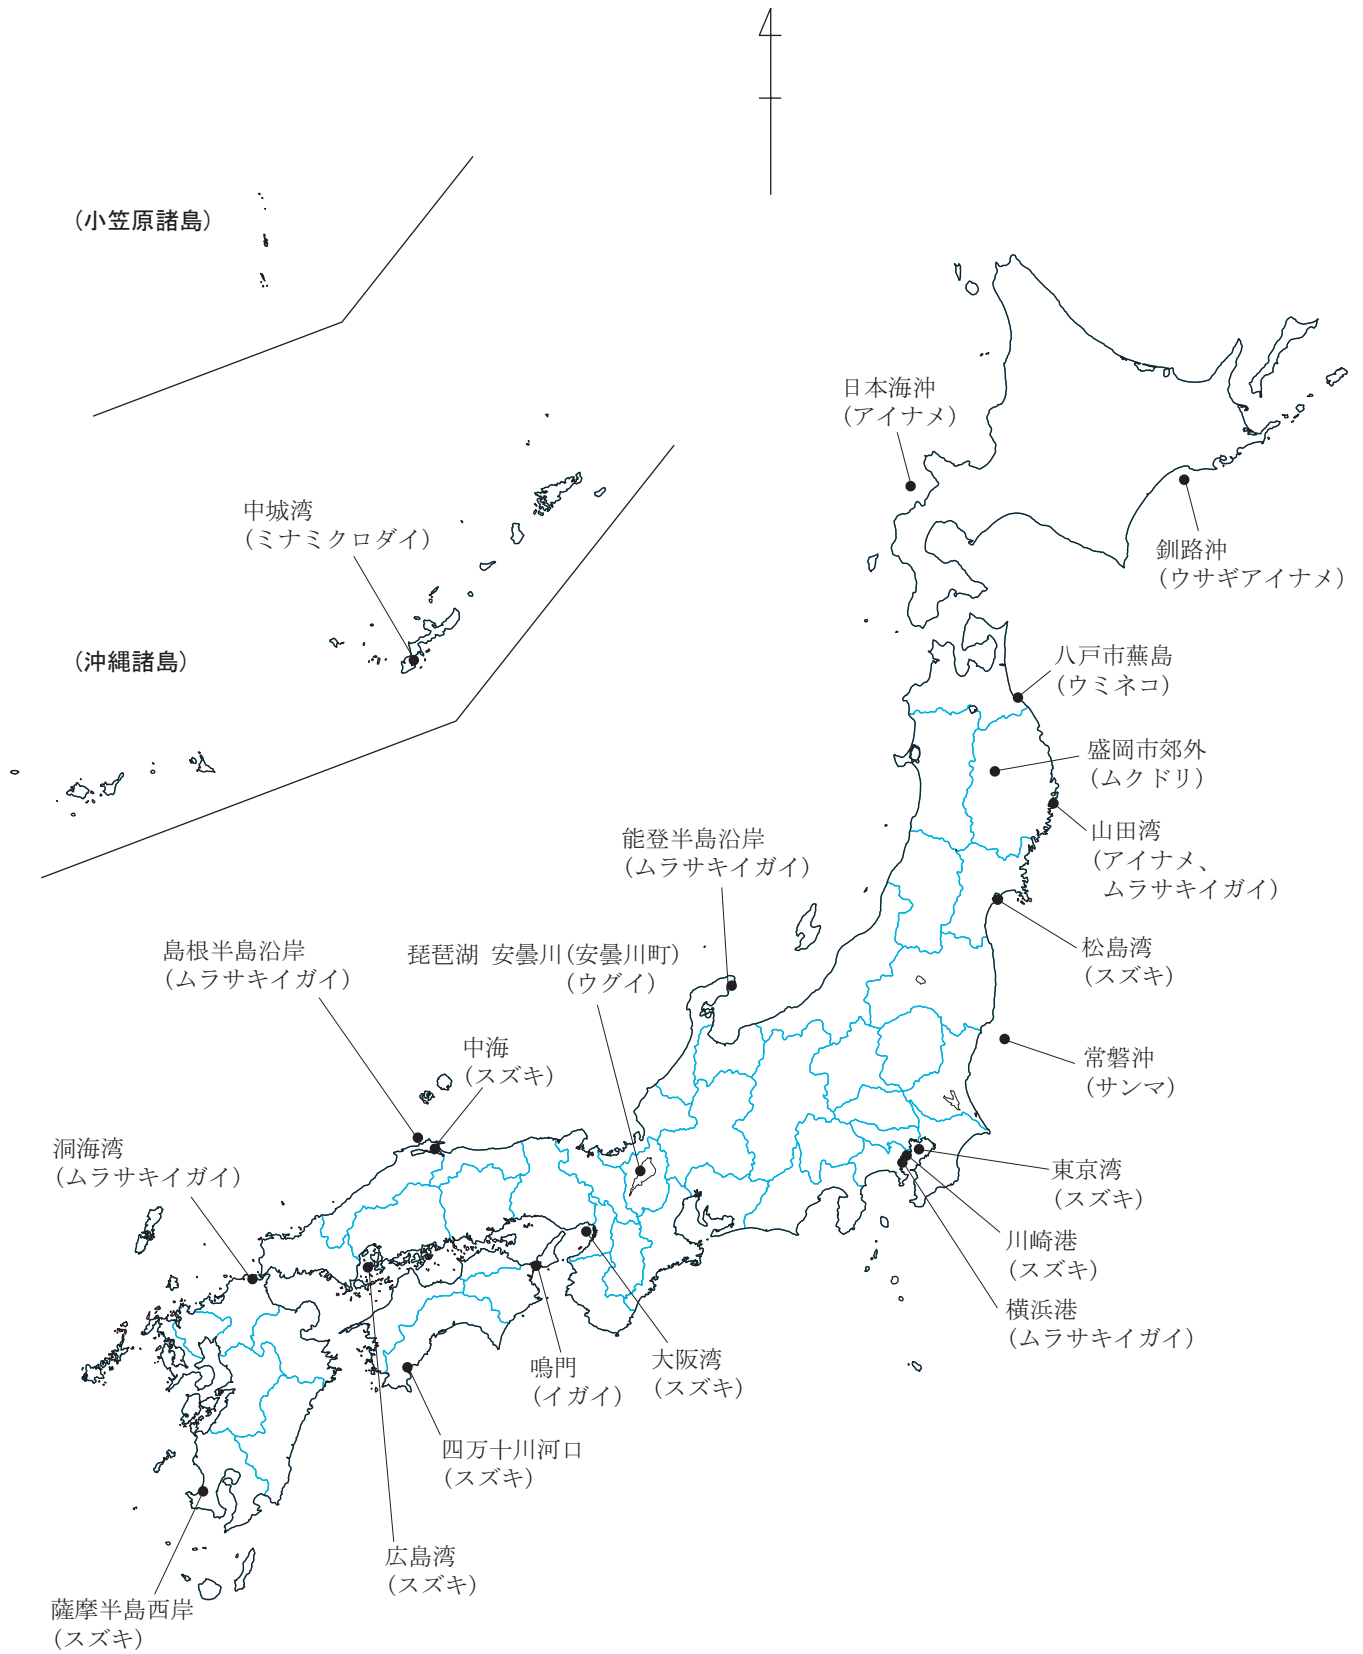 (小笠原諸島)
日本海沖
(アイナメ)
中城湾
(ミナミクロダイ)
釧路沖
(ウサギアイナメ)
(沖縄諸島)
八戸市蕪島
(ウミネコ)
盛岡市郊外
(ムクドリ)
山田湾
(アイナメ、
ムラサキイガイ)
能登半島沿岸
(ムラサキイガイ)
松島湾
(スズキ)
島根半島沿岸
(ムラサキイガイ)
琵琶湖 安曇川(安曇川町)
(ウグイ)
中海
(スズキ)
常磐沖
(サンマ)
洞海湾
(ムラサキイガイ)
東京湾
(スズキ)
川崎港
(スズキ)
横浜港
(ムラサキイガイ)
鳴門
(イガイ)
大阪湾
(スズキ)
四万十川河口
(スズキ)
広島湾
(スズキ)
薩摩半島西岸
(スズキ)